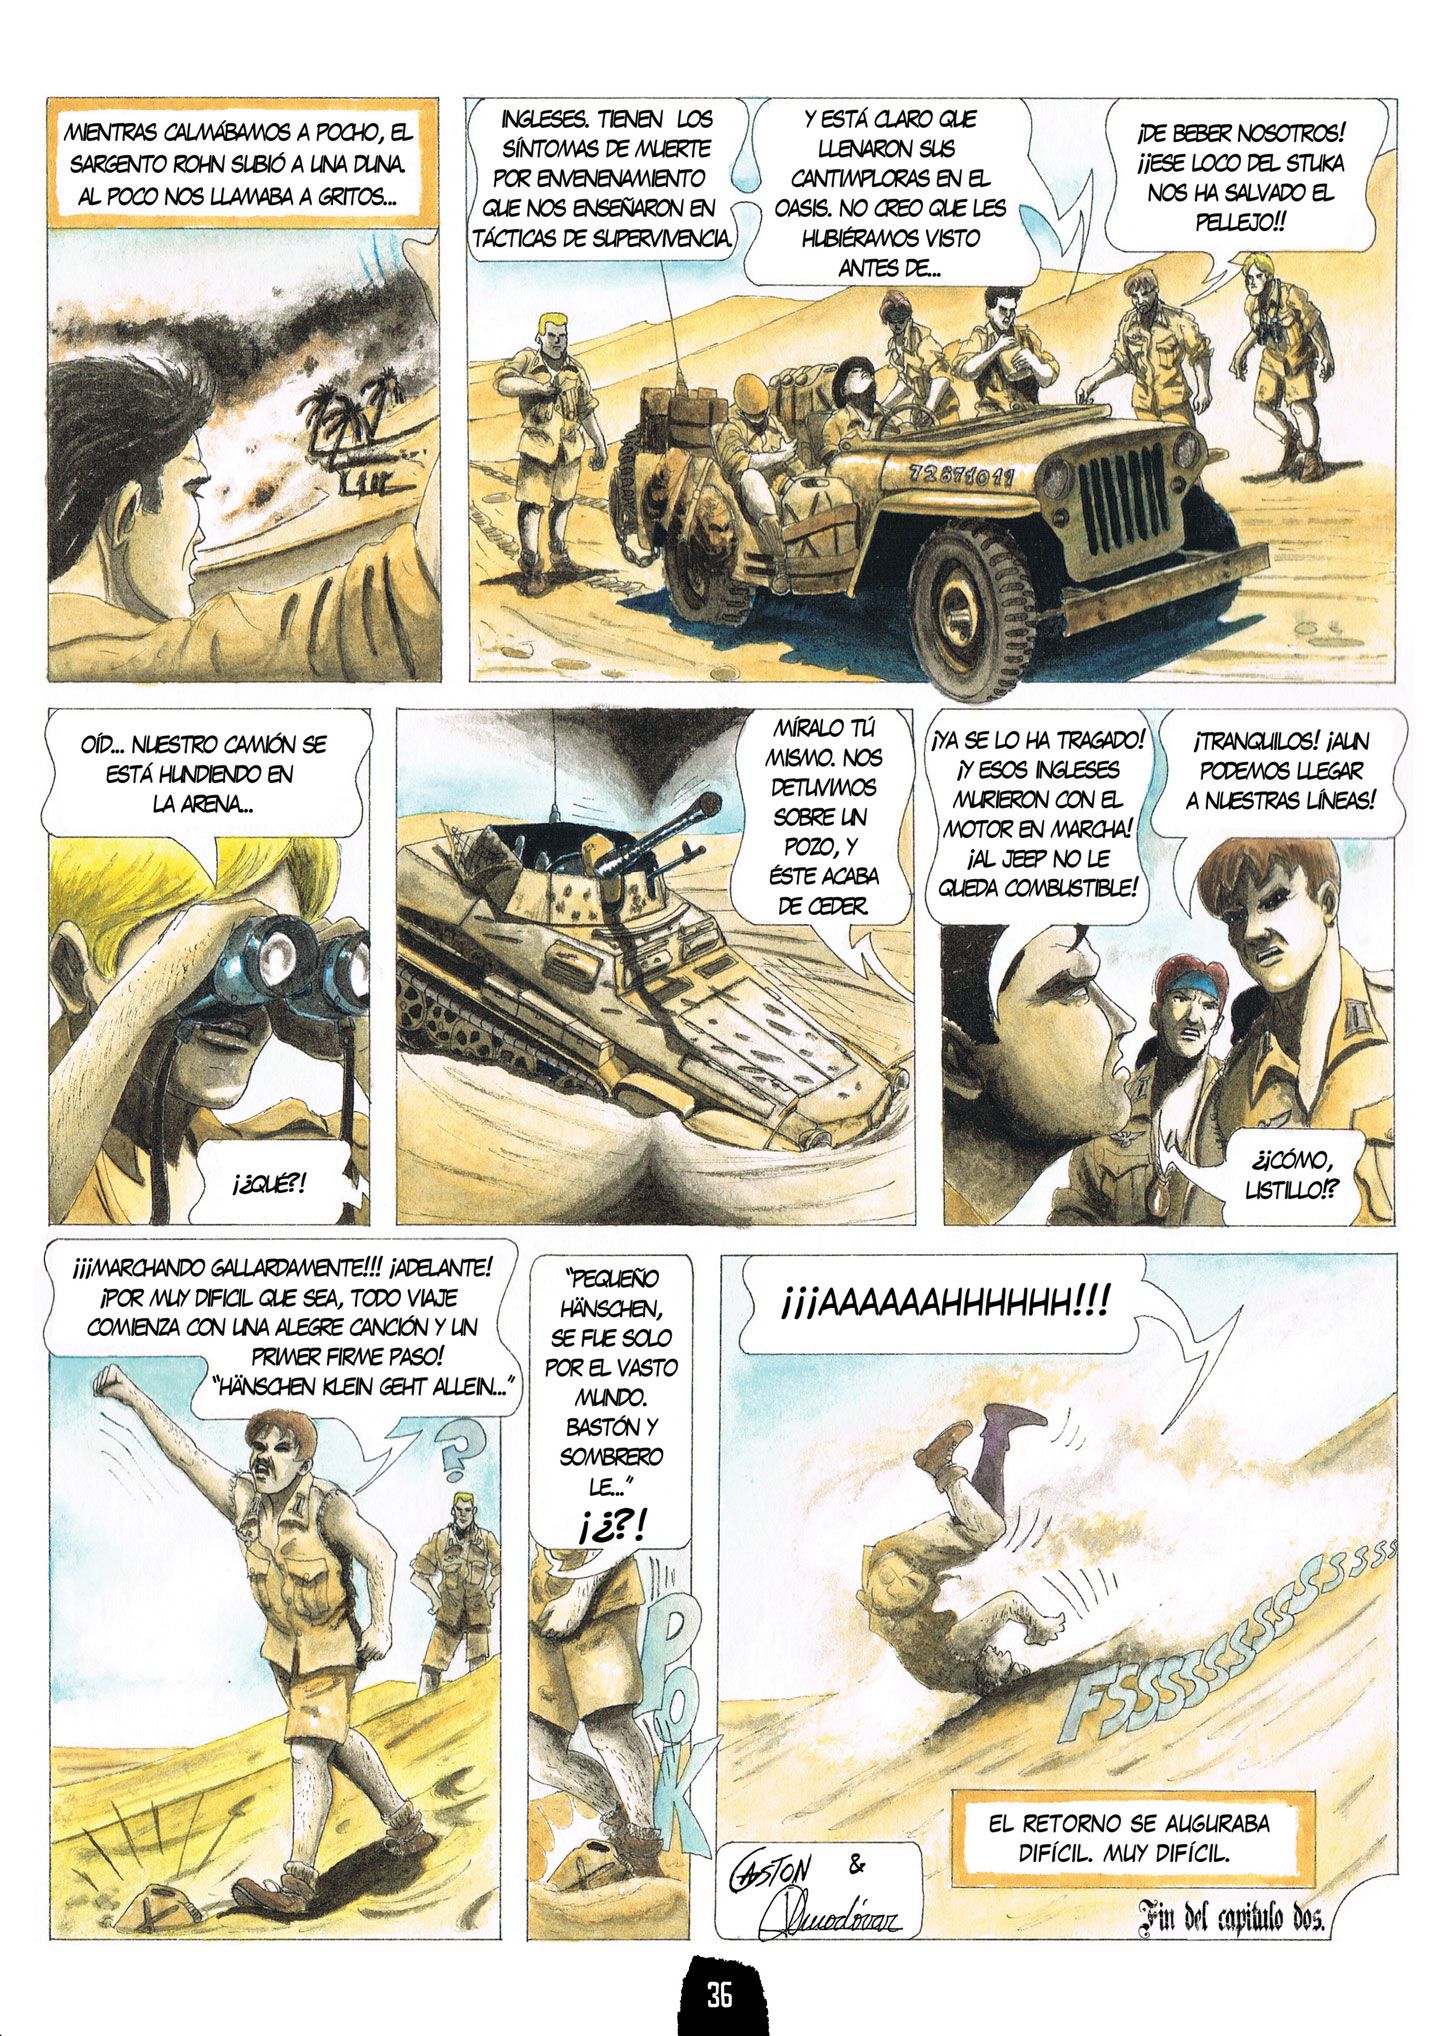 MIENTRAS CALMÁBAMOS A POCHO, EL
SARGENTO ROHN SUBIÓ A UNA DUNA.
AL POCO NOS LLAMABA A GRITOS...
INGLESES. TIENEN LOS
SÍNTOMAS DE MUERTE
POR ENVENENAMIENTO
QUE NOS ENSEÑARON EN
TÁCTICAS DE SUPERVIVENCIA.
Y ESTÁ CLARO QUE
LLENARON SUS
CANTIMPLORAS EN EL
OASIS. NO CREO QUE LES
HUBIÉRAMOS VISTO
ANTES DE...
¡DE BEBER NOSOTROS!
¡¡ESE LOCO DEL STUKA
NOS HA SALVADO EL
PELLEJO!!
72871011
OÍD... NUESTRO CAMIÓN SE
ESTÁ HUNDIENDO EN
LA ARENA...
¡¿QUÉ?!
MÍRALO TÚ
MISMO. NOS
DETUVIMOS
SOBRE UN
POZO, Y
ÉSTE ACABA
DE CEDER.
¡YA SE LO HA TRAGADO!
¡Y ESOS INGLESES
MURIERON CON EL
MOTOR EN MARCHA!
¡AL JEEP NO LE
QUEDA COMBUSTIBLE!
¡TRANQUILOS! ¡AUN
PODEMOS LLEGAR
A NUESTRAS LÍNEAS!
¿¡CÓMO,
LISTILLO!?
¡¡¡MARCHANDO GALLARDAMENTE!!! ¡ADELANTE!
¡POR MUY DIFICIL QUE SEA, TODO VIAJE
COMIENZA CON UNA ALEGRE CANCIÓN Y UN
PRIMER FIRME PASO!
"HÄNSCHEN KLEIN GEHT ALLEIN..."
?
"PEQUEÑO
HÄNSCHEN,
SE FUE SOLO
POR EL VASTO
MUNDO.
BASTÓN Y
SOMBRERO
LE..."
¡¿?!
POK
¡¡¡AAAAAAHHHHHH!!!
FSSSSSSSSSSSSSSS
EL RETORNO SE AUGURABA
DIFÍCIL. MUY DIFÍCIL.
GASTON &
Almodóvar
Fin del capitulo dos.
36